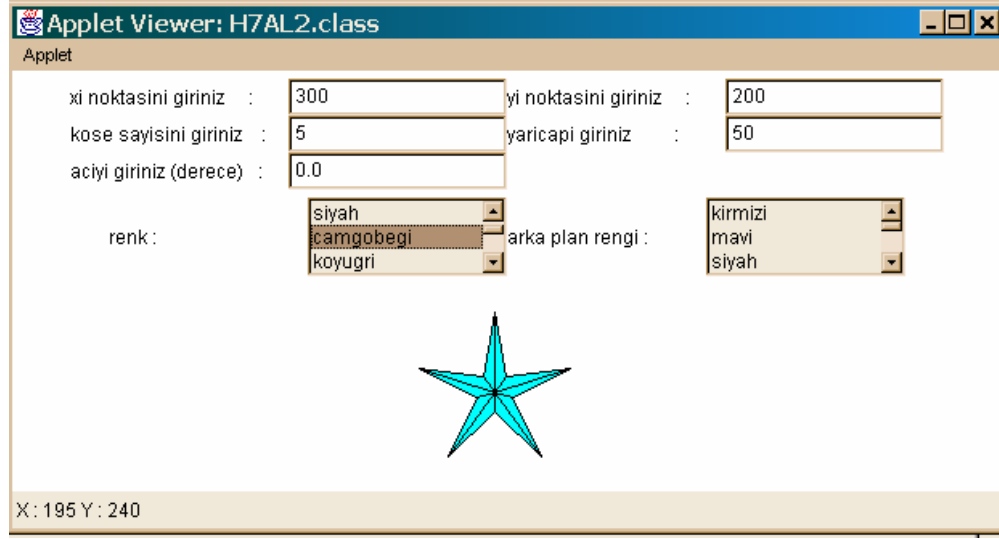 Applet Viewer: H7AL2.class
Applet
xi noktasini giriniz : 300 yi noktasini giriniz : 200
kose sayisini giriniz : 5 yaricapi giriniz : 50
aciyi giriniz (derece) : 0.0
siyah kirmizi
renk : camgobegi arka plan rengi : mavi
koyugri siyah
X : 195 Y : 240